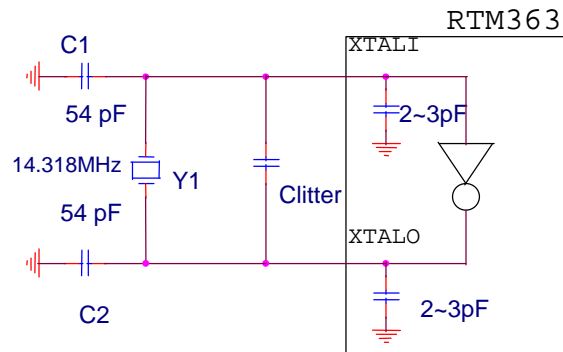 RTM363
C1
XTALI
54 pF
2~3pF
14.318MHz
Y1
Clitter
54 pF
XTALO
C2
2~3pF